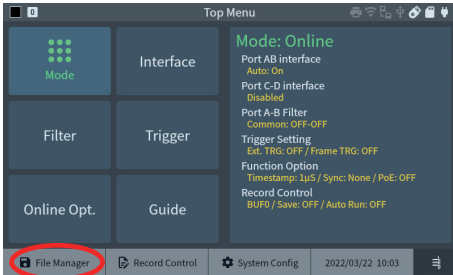 0
Top Menu
Mode
Interface
Filter
Trigger
Online Opt.
Guide
Mode: Online
Port AB interface
Auto: On
Port C-D interface
Disabled
Port A-B Filter
Common: OFF-OFF
Trigger Setting
Ext. TRG: OFF / Frame TRG: OFF
Function Option
Timestamp: 1μS / Sync: None / PoE: OFF
Record Control
BUF0 / Save: OFF / Auto Run: OFF
File Manager
Record Control
System Config
2022/03/22 10:03